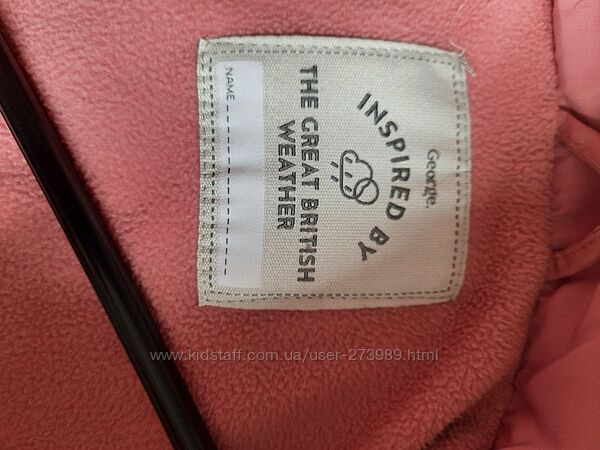 George.
INSPIRED BY
THE GREAT BRITISH
WEATHER
NAME
www.kidstaff.com.ua/user-273989.html